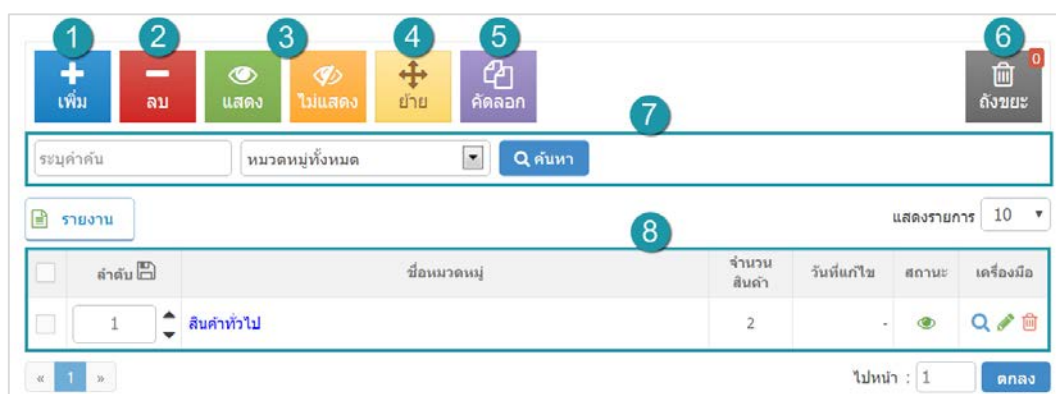 1 2 3 4 5 6
0
เพิ่ม ลบ แสดง ไม่แสดง ย้าย คัดลอก ถังขยะ
7
ระบุคำค้น หมวดหมู่ทั้งหมด ค้นหา
รายงาน แสดงรายการ 10
8
ลำดับ ชื่อหมวดหมู่ จำนวน วันที่แก้ไข สถานะ เครื่องมือ
สินค้า
1 สินค้าทั่วไป 2 -
« 1 » ไปหน้า : 1 ตกลง